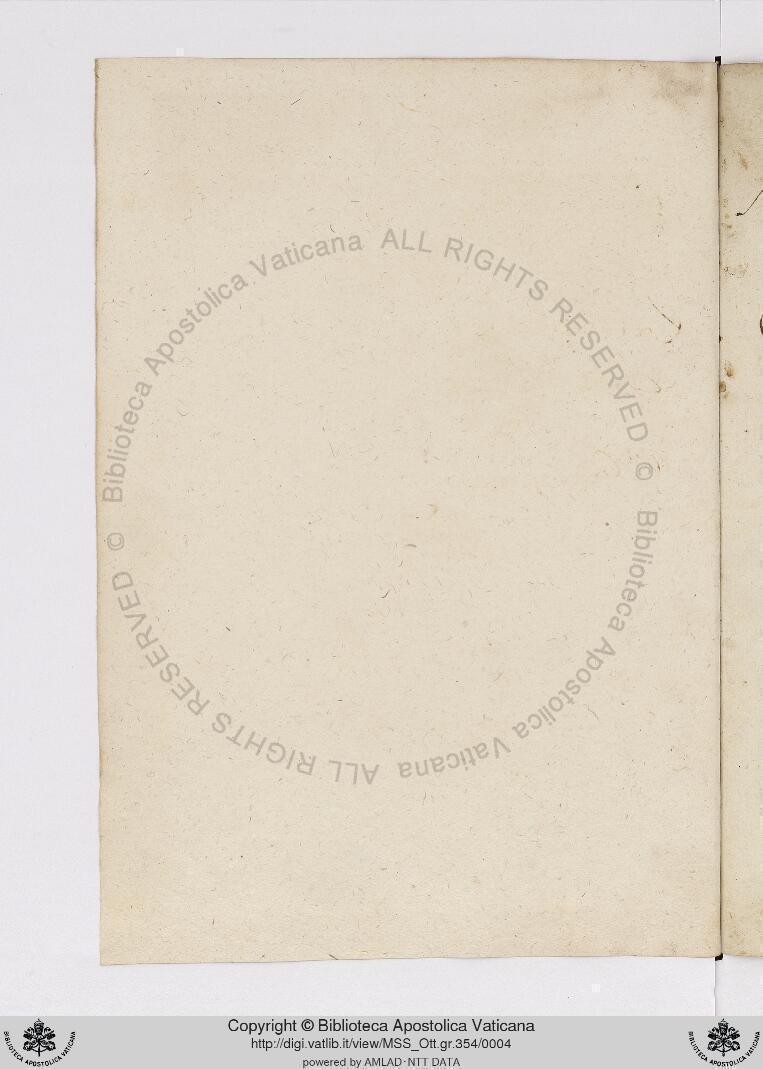 Biblioteca Apostolica Vaticana ALL RIGHTS RESERVED © Biblioteca Apostolica Vaticana ALL RIGHTS RESERVED ©
Copyright © Biblioteca Apostolica Vaticana
http://digi.vatlib.it/view/MSS_Ott.gr.354/0004
powered by AMLAD·NTT DATA
BIBLIOTECA APOSTOLICA VATICANA
BIBLIOTECA APOSTOLICA VATICANA